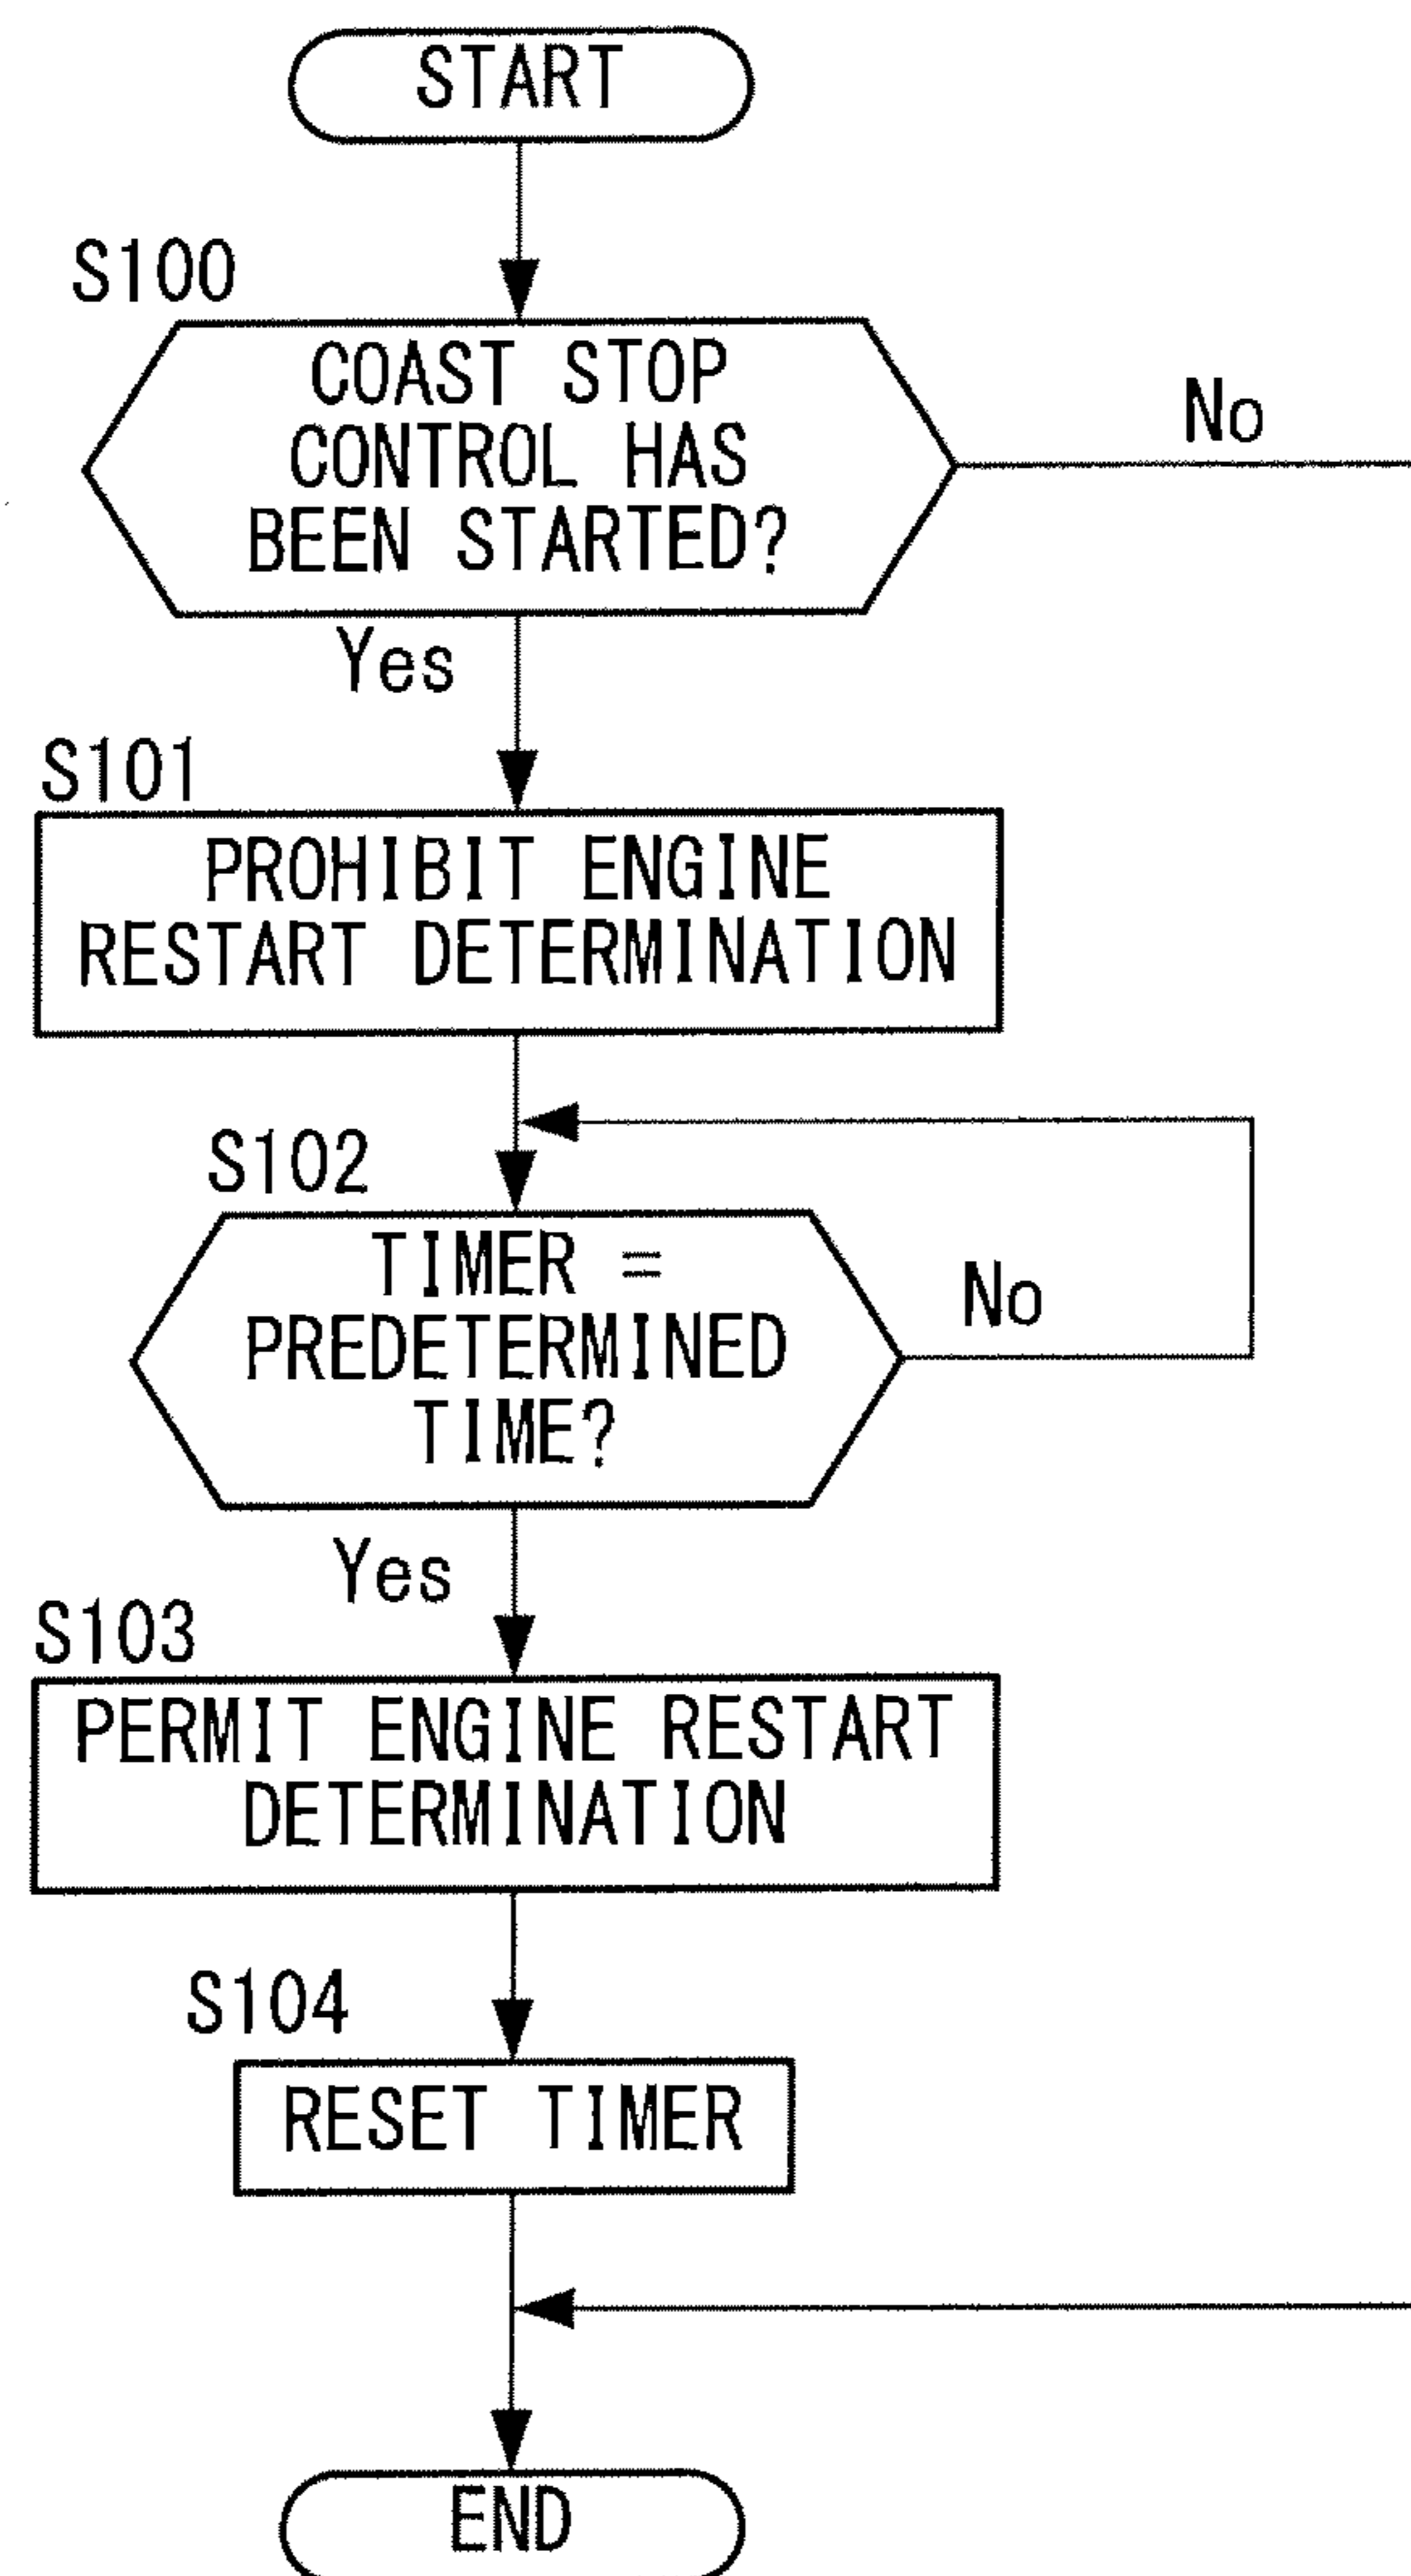 START
S100
COAST STOP
CONTROL HAS
BEEN STARTED?
No
Yes
S101
PROHIBIT ENGINE
RESTART DETERMINATION
S102
TIMER =
PREDETERMINED
TIME?
No
Yes
S103
PERMIT ENGINE RESTART
DETERMINATION
S104
RESET TIMER
END